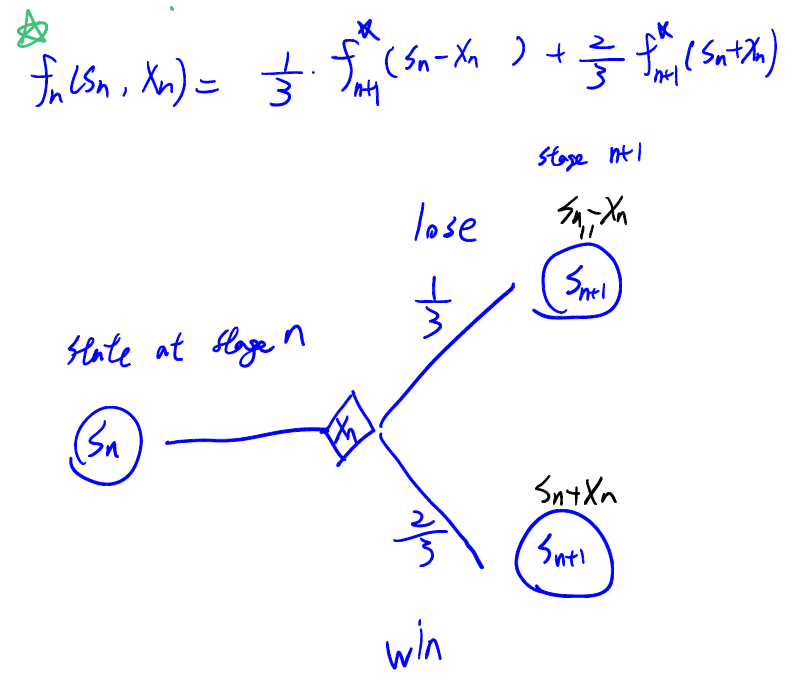 fₙ(Sₙ, Xₙ) = 1/3 · f*ₙ₊₁(Sₙ-Xₙ) + 2/3 f*ₙ₊₁(Sₙ+Xₙ)
stage n+1
Sₙ-Xₙ
lose
=
Sₙ₊₁
1/3
state at stage n
Xₙ
Sₙ
Sₙ+Xₙ
2/3
Sₙ₊₁
win